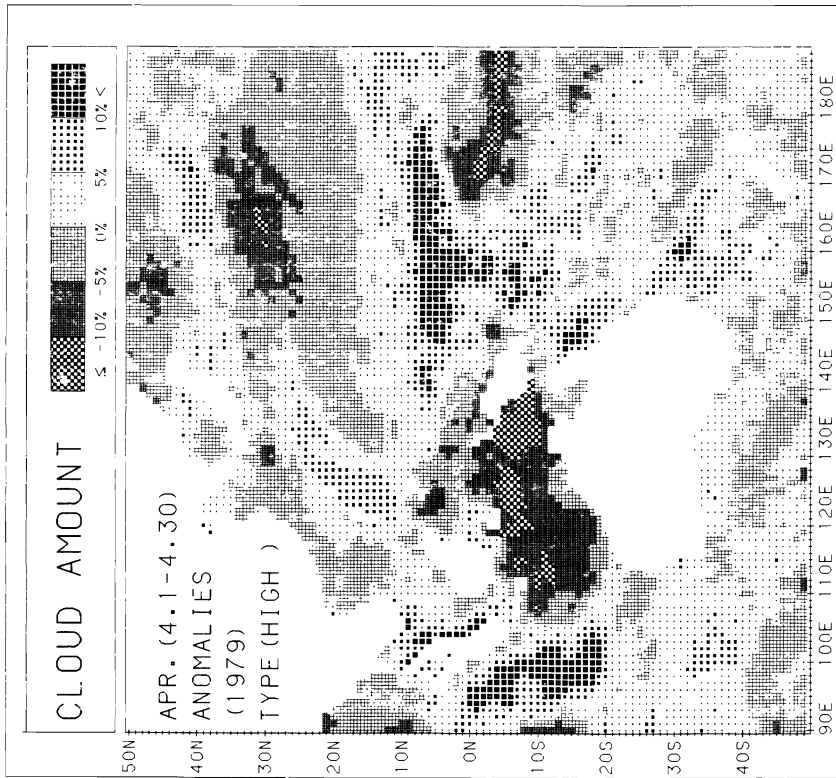 CLOUD AMOUNT
≤ -10% -5% 0% 5% 10% <
APR. (4.1-4.30)
ANOMALIES
(1979)
TYPE (HIGH )
50N
40N
30N
20N
10N
0N
10S
20S
30S
40S
90E 100E 110E 120E 130E 140E 150E 160E 170E 180E